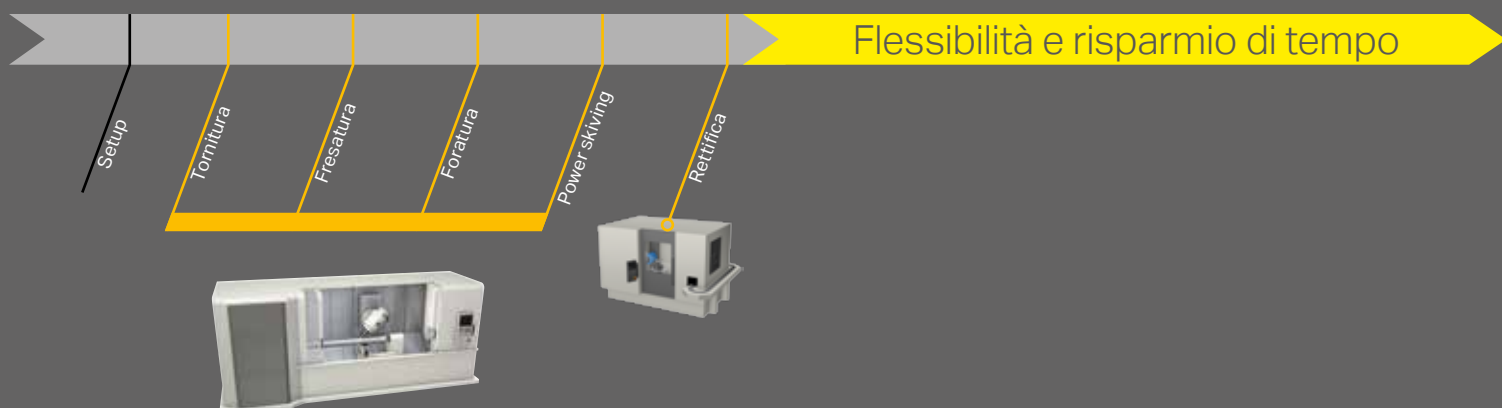 Flessibilità e risparmio di tempo
Setup
Tornitura
Fresatura
Foratura
Power skiving
Rettifica